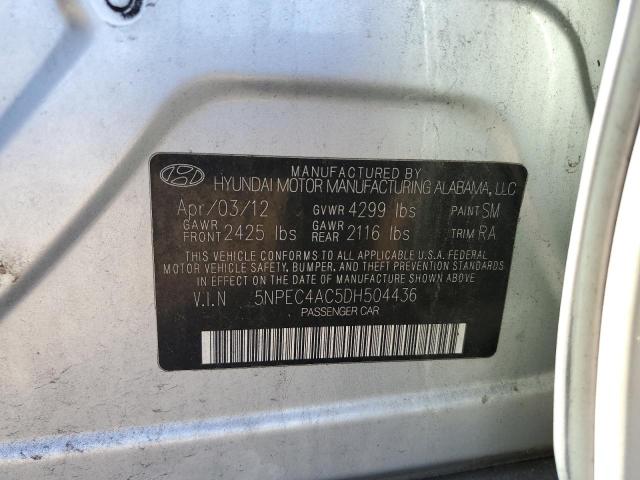 MANUFACTURED BY
HYUNDAI MOTOR MANUFACTURING ALABAMA, LLC
Apr/03/12 GVWR 4299 lbs PAINT SM
GAWR FRONT 2425 lbs GAWR REAR 2116 lbs TRIM RA
THIS VEHICLE CONFORMS TO ALL APPLICABLE U.S.A. FEDERAL
MOTOR VEHICLE SAFETY, BUMPER, AND THEFT PREVENTION STANDARDS
IN EFFECT ON THE DATE OF MANUFACTURE SHOWN ABOVE.
V.I.N 5NPEC4AC5DH504436
PASSENGER CAR